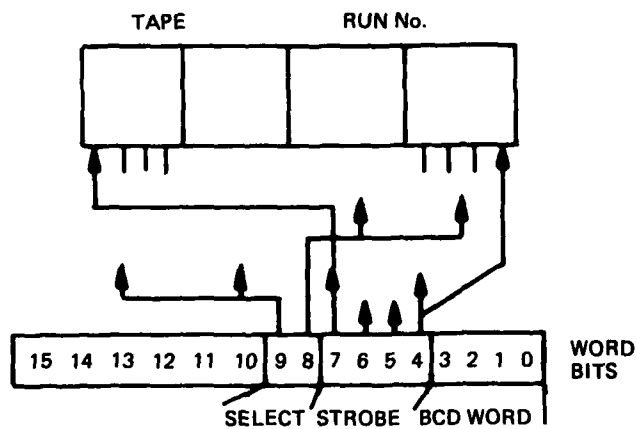 TAPE RUN No.
15 14 13 12 11 10 9 8 7 6 5 4 3 2 1 0 WORD
BITS
SELECT STROBE BCD WORD